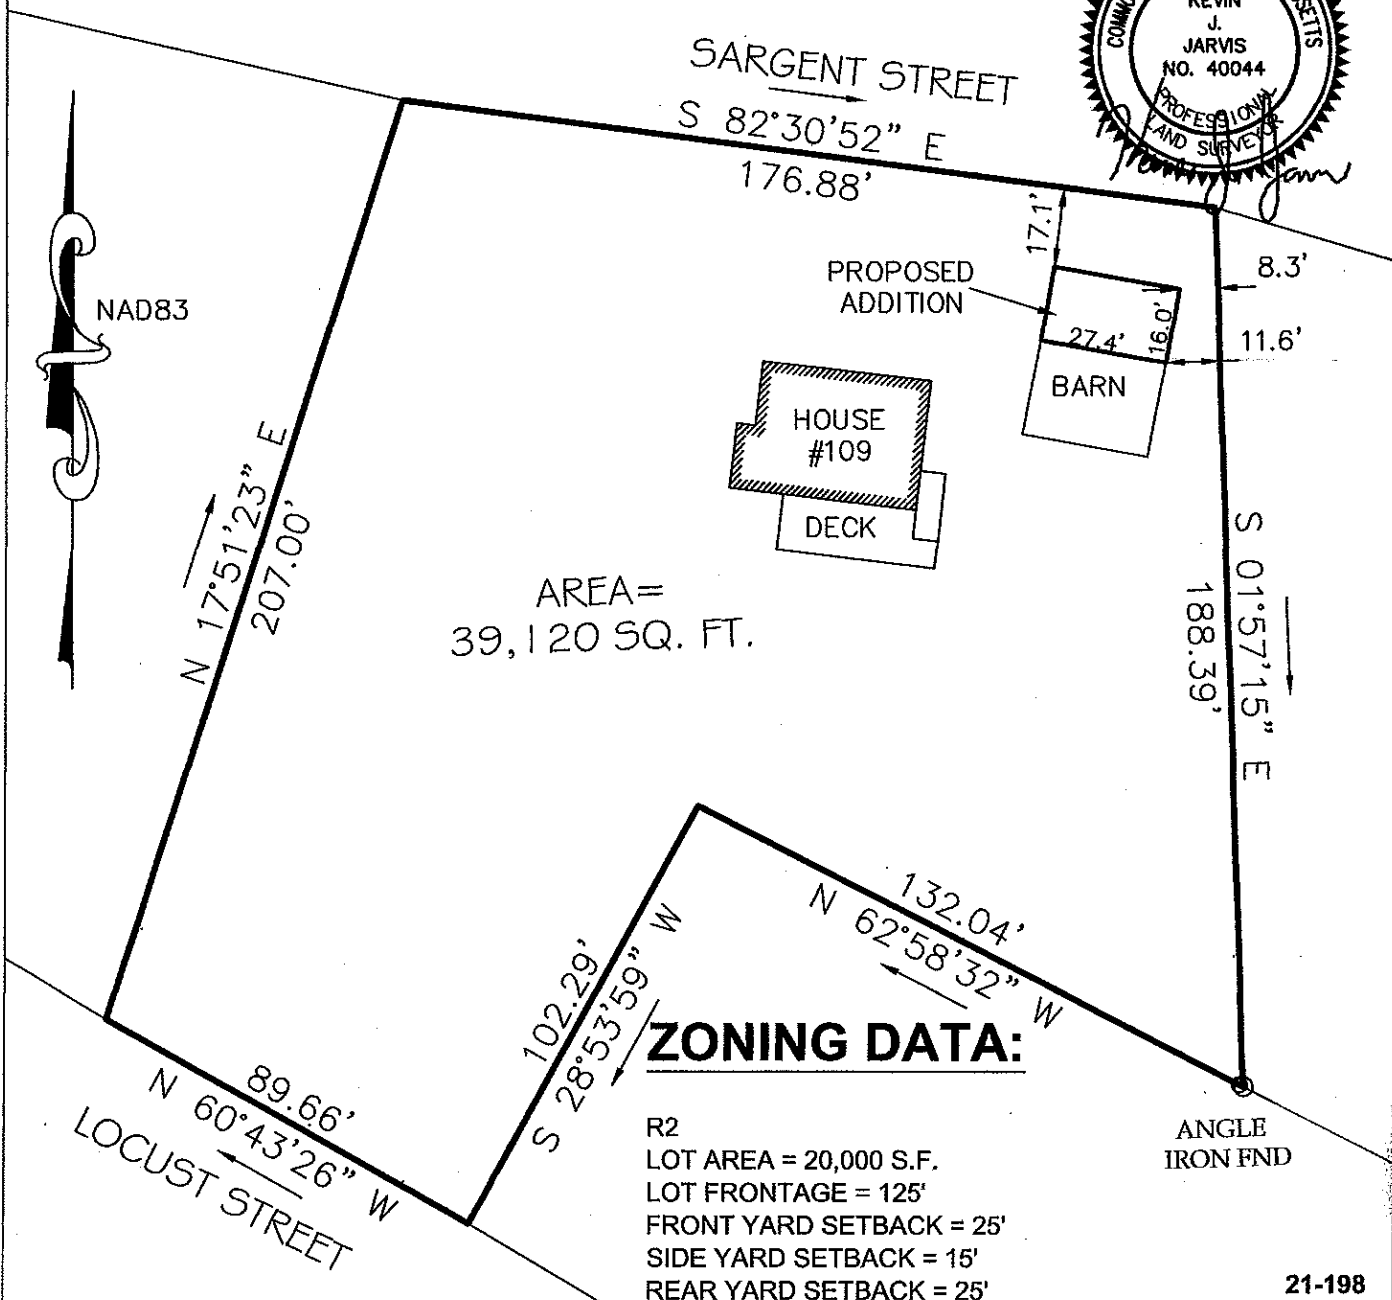 COMMO
SETTS
KEVIN
J.
JARVIS
NO. 40044
PROFESSIONAL
LAND SURVEYOR
SARGENT STREET
S 82°30'52" E
176.88'
17.1'
8.3'
PROPOSED
ADDITION
27.4'
16.0'
11.6'
BARN
NAD83
HOUSE
#109
DECK
N 17°51'23" E
207.00'
AREA=
39,120 SQ. FT.
S 01°57'15" E
188.39'
132.04'
N 62°58'32" W
102.29'
S 28°53'59" W
89.66'
N 60°43'26" W
LOCUST STREET
ANGLE
IRON FND
ZONING DATA:
R2
LOT AREA = 20,000 S.F.
LOT FRONTAGE = 125'
FRONT YARD SETBACK = 25'
SIDE YARD SETBACK = 15'
REAR YARD SETBACK = 25'
21-198